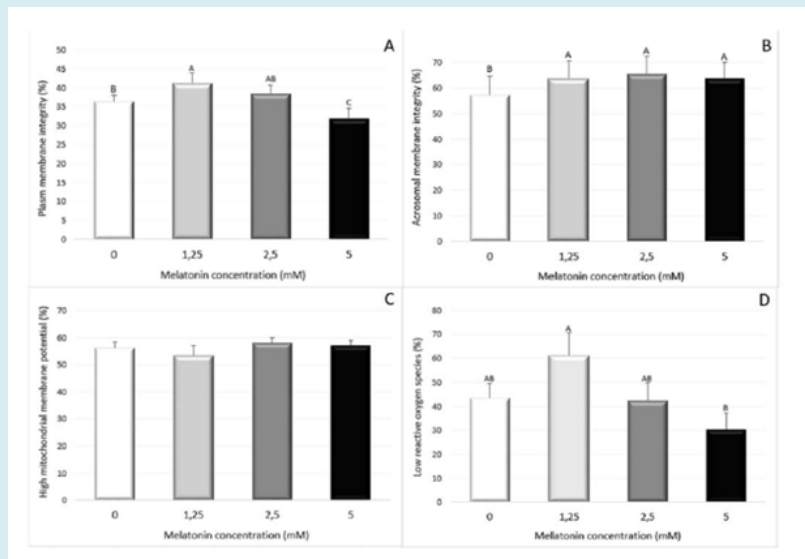 A
Plasm membrane integrity (%)
50
45
40
35
30
25
20
15
10
5
0
B
A
AB
C
0 1,25 2,5 5
Melatonin concentration (mM)
B
Acrosomal membrane integrity (%)
70
60
50
40
30
20
10
0
B
A
A
A
0 1,25 2,5 5
Melatonin concentration (mM)
C
High mitochondrial membrane potential (%)
70
60
50
40
30
20
10
0
0 1,25 2,5 5
Melatonin concentration (mM)
D
Low reactive oxygen species (%)
80
70
60
50
40
30
20
10
0
AB
A
AB
B
0 1,25 2,5 5
Melatonin concentration (mM)